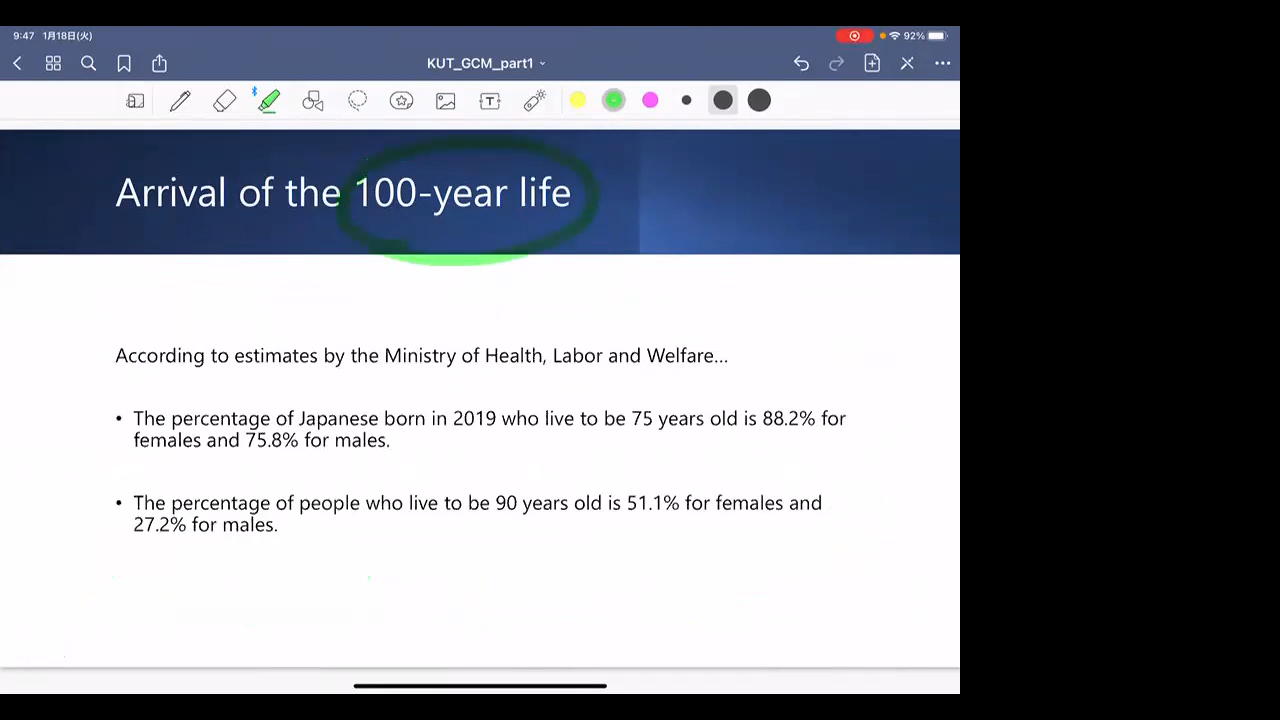 9:47 1月18日(火)
92%
KUT_GCM_part1
T
Arrival of the 100-year life
According to estimates by the Ministry of Health, Labor and Welfare...
• The percentage of Japanese born in 2019 who live to be 75 years old is 88.2% for
females and 75.8% for males.
• The percentage of people who live to be 90 years old is 51.1% for females and
27.2% for males.